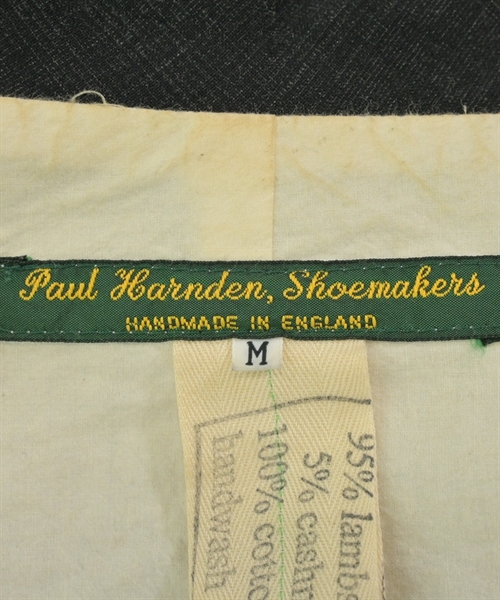 Paul Harnden, Shoemakers
HANDMADE IN ENGLAND
M
95% lambs
5% cashm
100% cotto
handwash